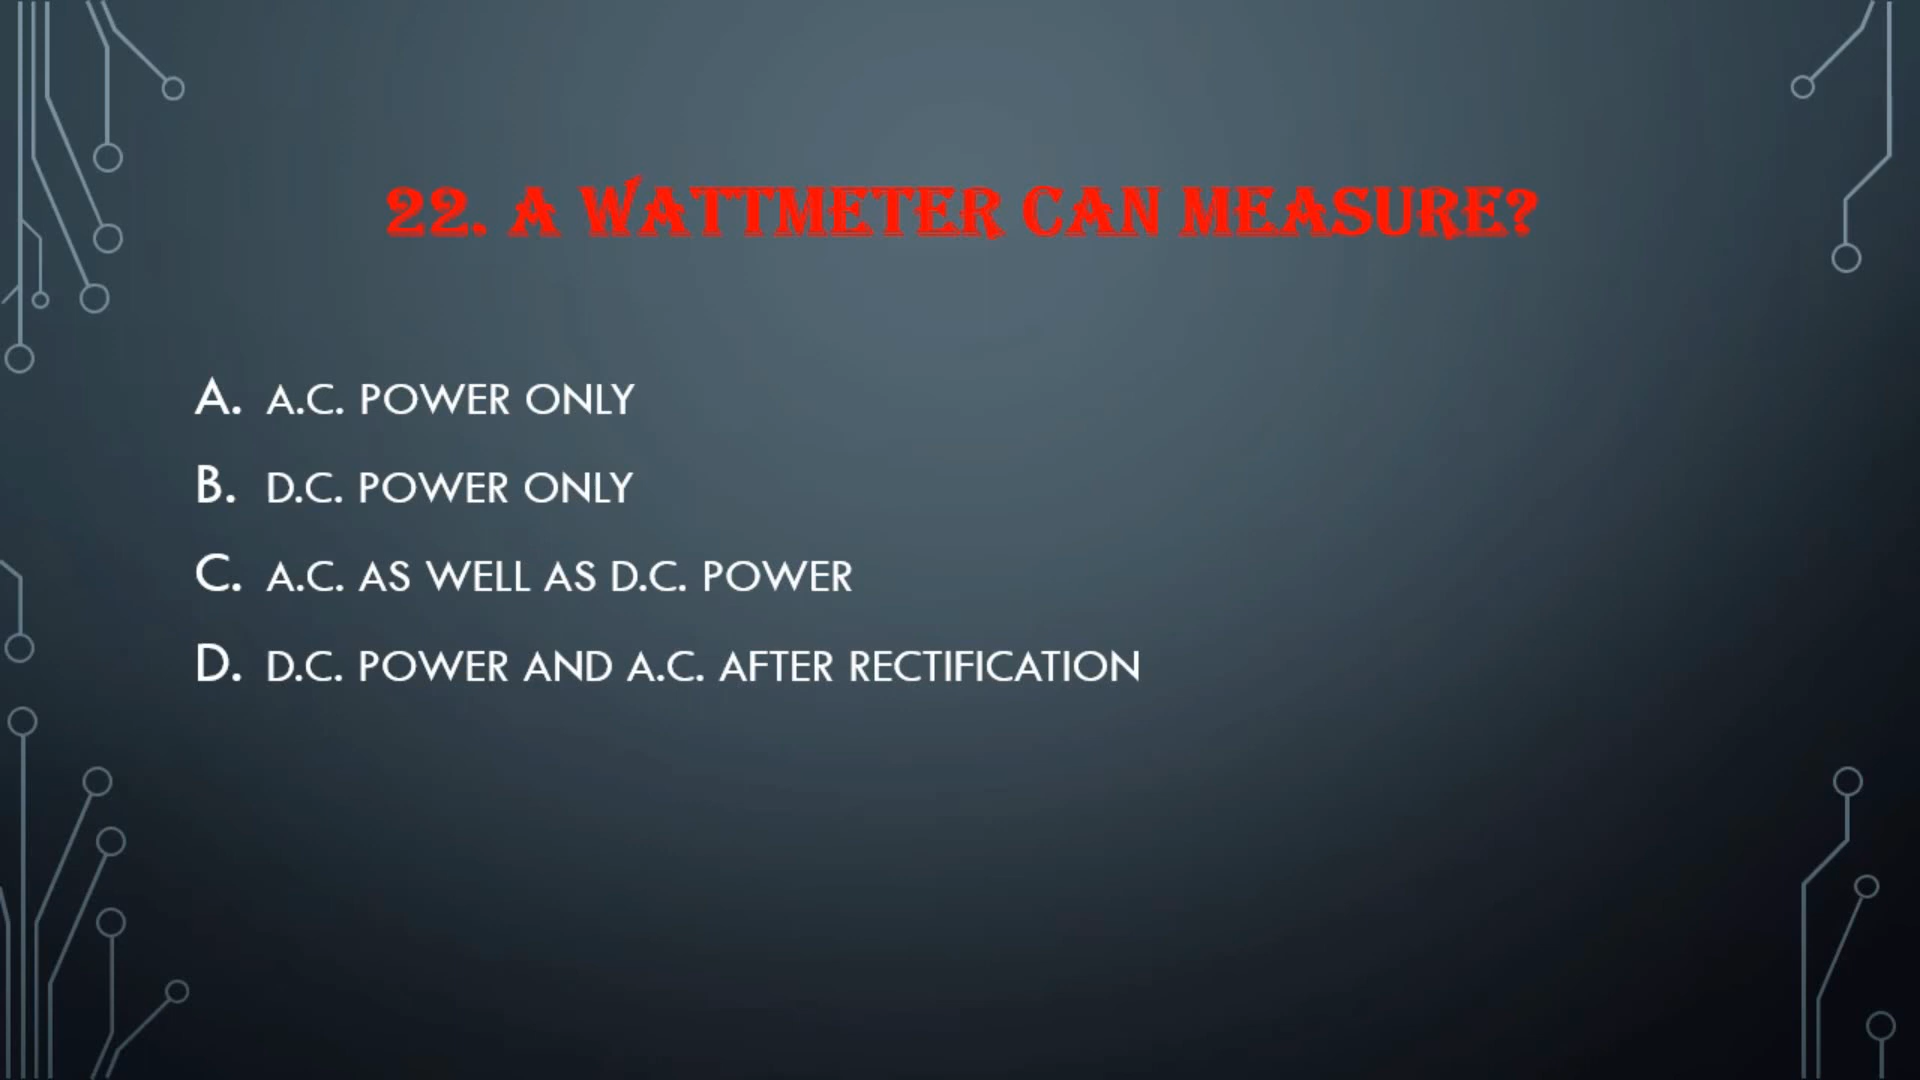 22. A WATTMETER CAN MEASURE?
A. A.C. POWER ONLY
B. D.C. POWER ONLY
C. A.C. AS WELL AS D.C. POWER
D. D.C. POWER AND A.C. AFTER RECTIFICATION